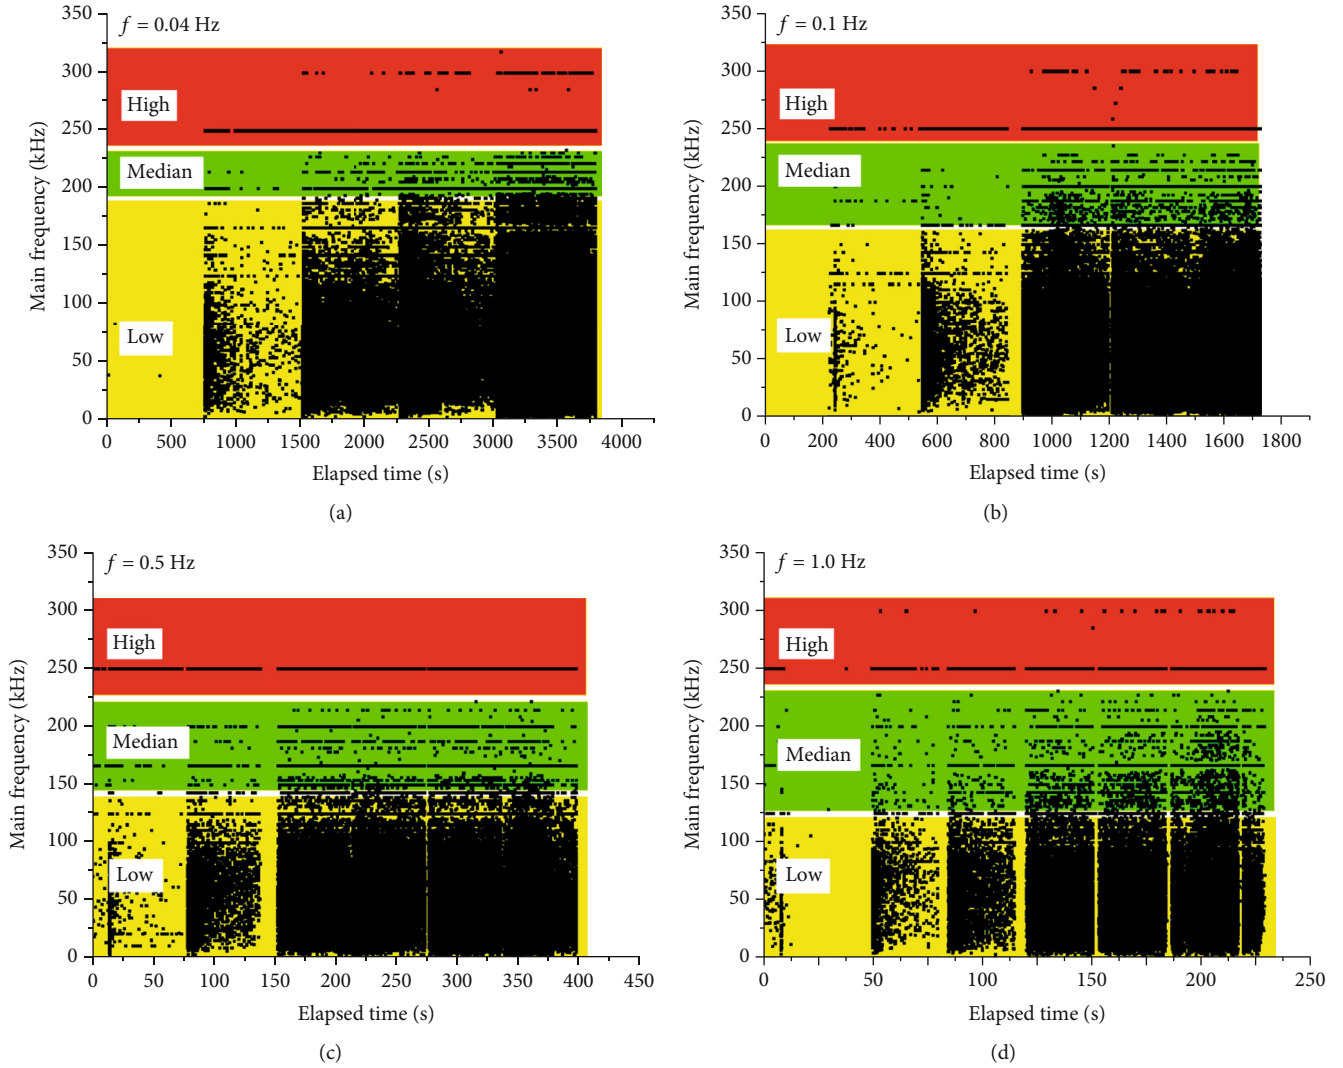 f = 0.04 Hz
350
300
250
200
150
100
50
0
Main frequency (kHz)
High
Median
Low
0 500 1000 1500 2000 2500 3000 3500 4000
Elapsed time (s)
(a)
f = 0.1 Hz
350
300
250
200
150
100
50
0
Main frequency (kHz)
High
Median
Low
0 200 400 600 800 1000 1200 1400 1600 1800
Elapsed time (s)
(b)
f = 0.5 Hz
350
300
250
200
150
100
50
0
Main frequency (kHz)
High
Median
Low
0 50 100 150 200 250 300 350 400 450
Elapsed time (s)
(c)
f = 1.0 Hz
350
300
250
200
150
100
50
0
Main frequency (kHz)
High
Median
Low
0 50 100 150 200 250
Elapsed time (s)
(d)